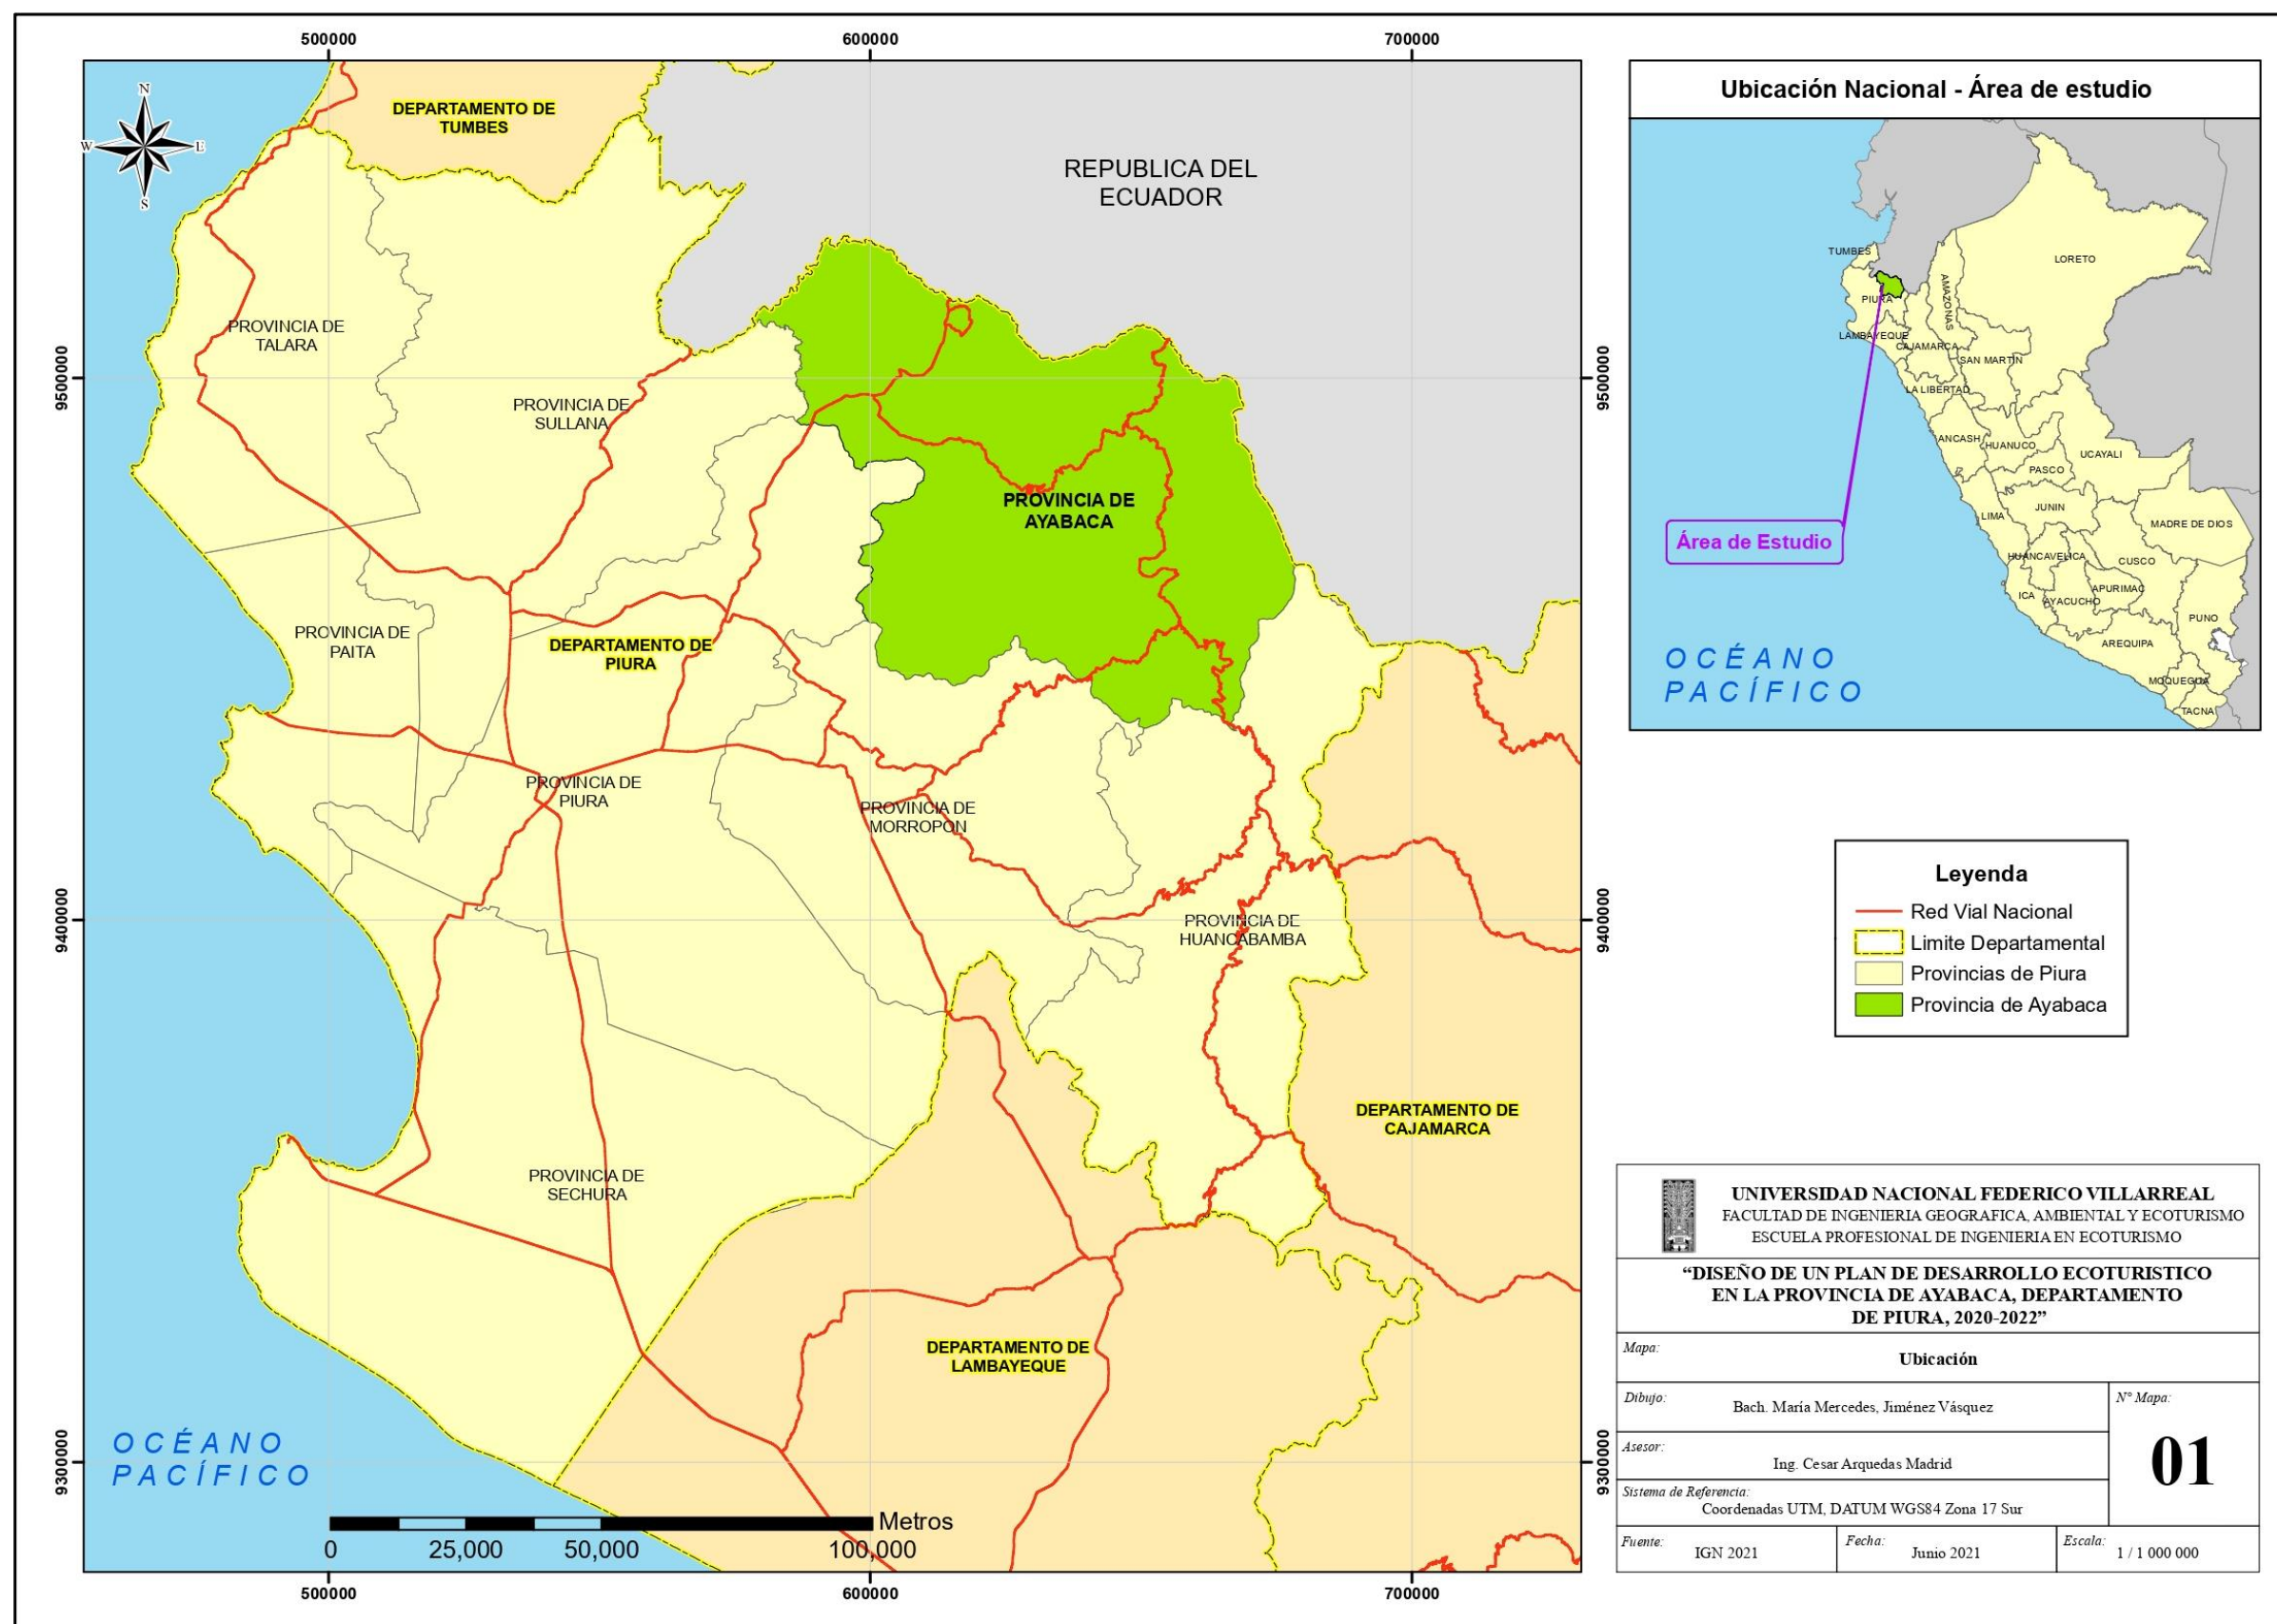 500000
600000
700000
N
W
E
S
DEPARTAMENTO DE
TUMBES
REPUBLICA DEL
ECUADOR
PROVINCIA DE
TALARA
9500000
9500000
PROVINCIA DE
SULLANA
PROVINCIA DE
AYABACA
PROVINCIA DE
PAITA
DEPARTAMENTO DE
PIURA
PROVINCIA DE
PIURA
PROVINCIA DE
MORROPON
9400000
9400000
PROVINCIA DE
HUANCABAMBA
DEPARTAMENTO DE
CAJAMARCA
PROVINCIA DE
SECHURA
DEPARTAMENTO DE
LAMBAYEQUE
OCÉANO
PACÍFICO
9300000
9300000
Metros
0
25,000
50,000
100,000
500000
600000
700000
Ubicación Nacional - Área de estudio
TUMBES
LORETO
PIURA
AMAZONAS
LAMBAYEQUE
CAJAMARCA
SAN MARTIN
LA LIBERTAD
ANCASH
HUANUCO
UCAYALI
PASCO
JUNIN
LIMA
MADRE DE DIOS
Área de Estudio
HUANCAVELICA
CUSCO
APURIMAC
ICA
AYACUCHO
PUNO
AREQUIPA
OCÉANO
PACÍFICO
MOQUEGUA
TACNA
Leyenda
Red Vial Nacional
Limite Departamental
Provincias de Piura
Provincia de Ayabaca
UNIVERSIDAD NACIONAL FEDERICO VILLARREAL
FACULTAD DE INGENIERIA GEOGRAFICA, AMBIENTAL Y ECOTURISMO
ESCUELA PROFESIONAL DE INGENIERIA EN ECOTURISMO
“DISEÑO DE UN PLAN DE DESARROLLO ECOTURISTICO
EN LA PROVINCIA DE AYABACA, DEPARTAMENTO
DE PIURA, 2020-2022”
Mapa:
Ubicación
Dibujo:
Bach. María Mercedes, Jiménez Vásquez
N° Mapa:
01
Asesor:
Ing. Cesar Arquedas Madrid
Sistema de Referencia:
Coordenadas UTM, DATUM WGS84 Zona 17 Sur
Fuente:
IGN 2021
Fecha:
Junio 2021
Escala:
1 / 1 000 000